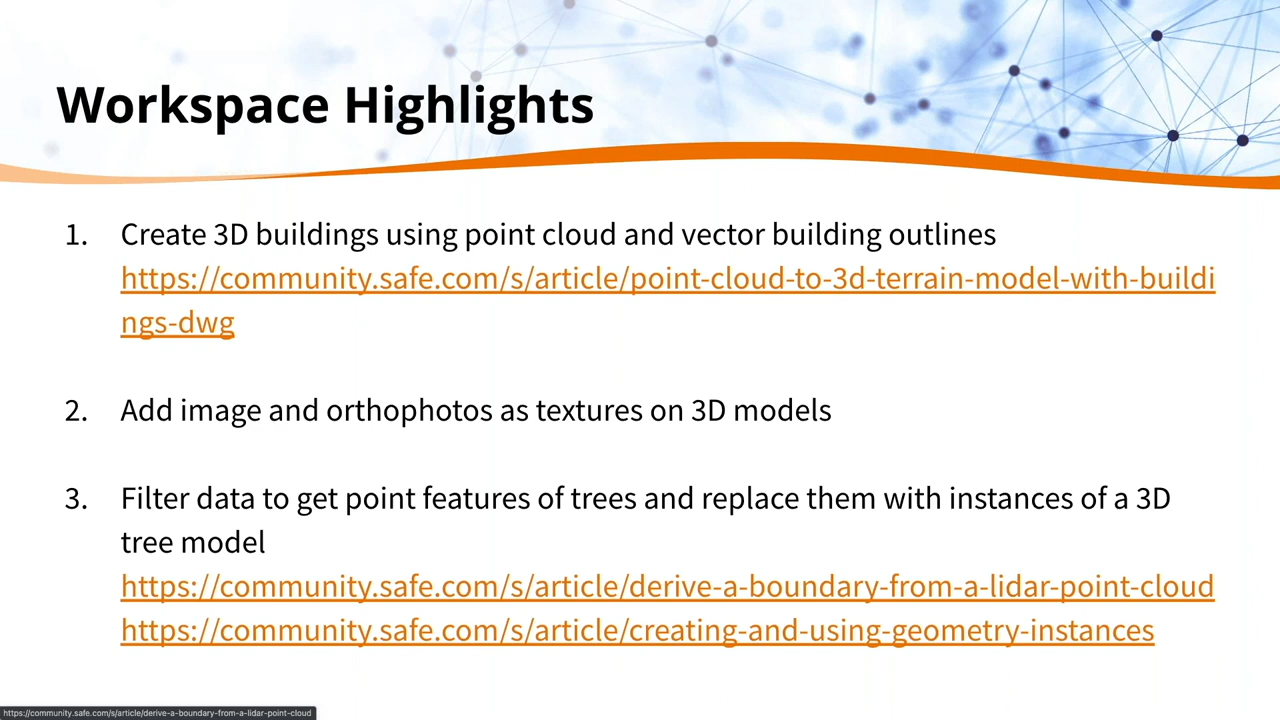 Workspace Highlights
1. Create 3D buildings using point cloud and vector building outlines
https://community.safe.com/s/article/point-cloud-to-3d-terrain-model-with-buildi
ngs-dwg
2. Add image and orthophotos as textures on 3D models
3. Filter data to get point features of trees and replace them with instances of a 3D
tree model
https://community.safe.com/s/article/derive-a-boundary-from-a-lidar-point-cloud
https://community.safe.com/s/article/creating-and-using-geometry-instances
https://community.safe.com/s/article/derive-a-boundary-from-a-lidar-point-cloud